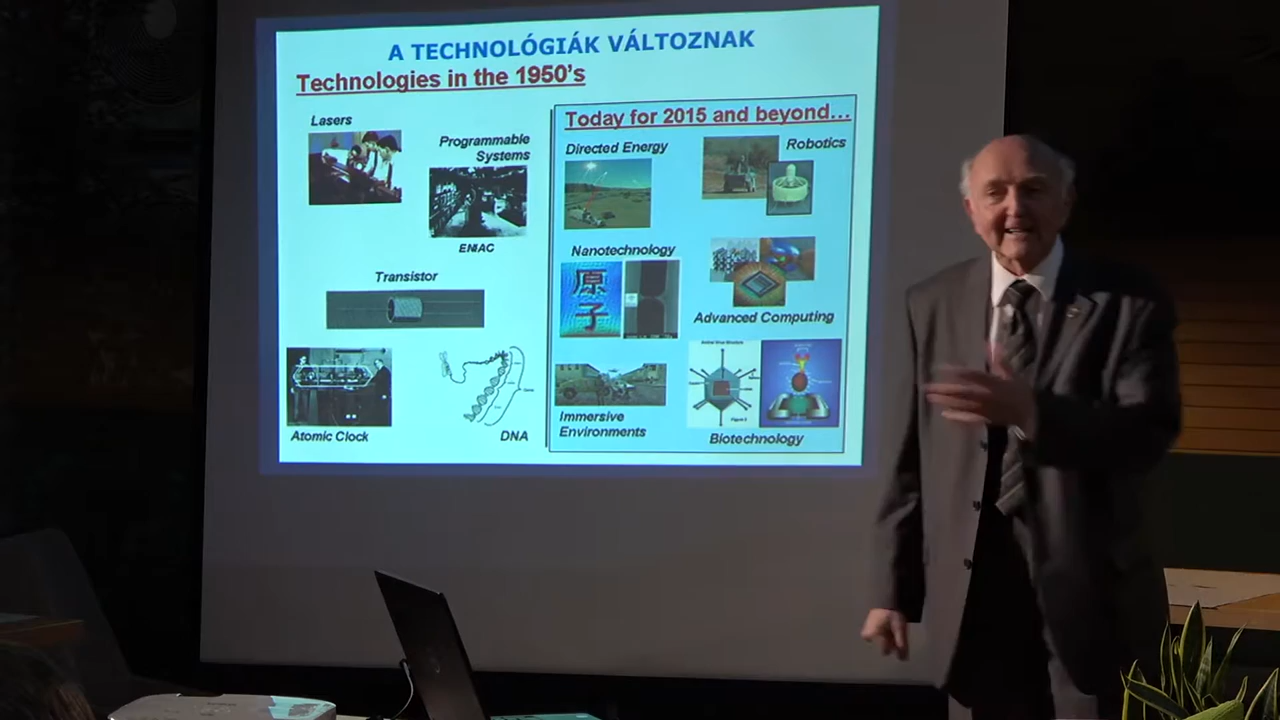 A TECHNOLÓGIÁK VÁLTOZNAK
Technologies in the 1950's
Lasers
Programmable
Systems
ENIAC
Transistor
Atomic Clock
DNA
Today for 2015 and beyond...
Directed Energy
Robotics
Nanotechnology
原
子
Advanced Computing
Immersive
Environments
Biotechnology